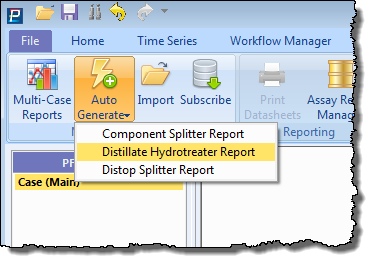 File Home Time Series Workflow Manager
Multi-Case Reports
Auto Generate
Import
Subscribe
Print Datasheets
Assay Re
Manag
Reporting
Component Splitter Report
Distillate Hydrotreater Report
Distop Splitter Report
PF
Case (Main)